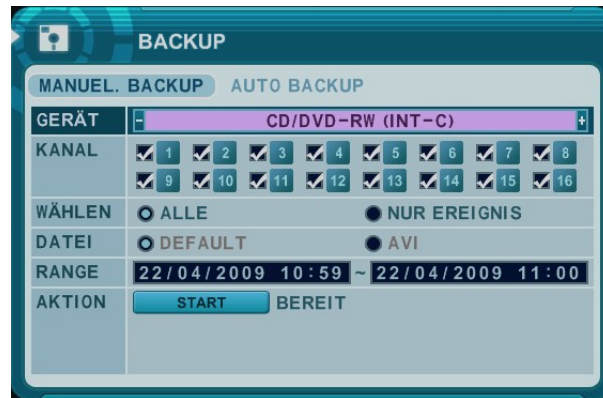 BACKUP
MANUEL. BACKUP AUTO BACKUP
GERÄT - CD/DVD-RW (INT-C) +
KANAL 1 2 3 4 5 6 7 8
9 10 11 12 13 14 15 16
WÄHLEN ALLE NUR EREIGNIS
DATEI DEFAULT AVI
RANGE 22/04/2009 10:59 ~ 22/04/2009 11:00
AKTION START BEREIT